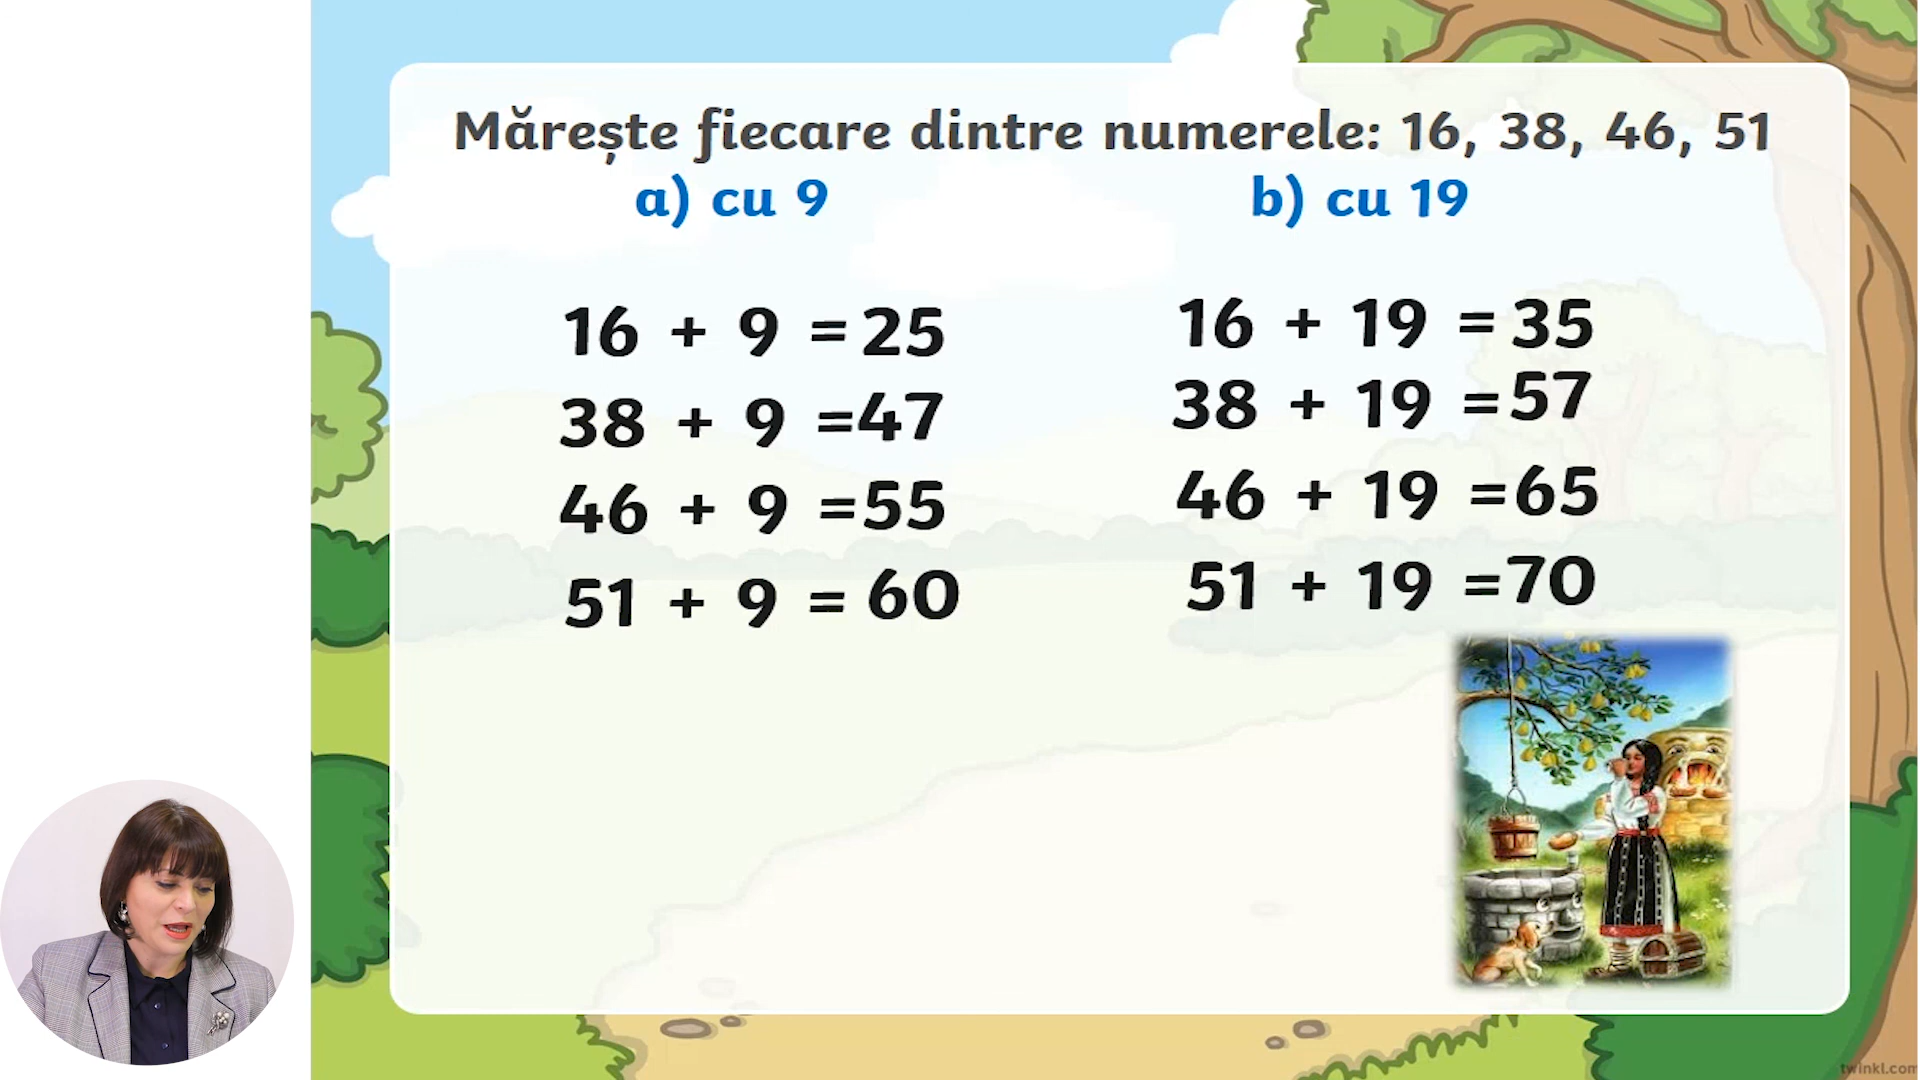 Mărește fiecare dintre numerele: 16, 38, 46, 51
a) cu 9
b) cu 19
16 + 9 = 25
38 + 9 = 47
46 + 9 = 55
51 + 9 = 60
16 + 19 = 35
38 + 19 = 57
46 + 19 = 65
51 + 19 = 70
twinkl.com